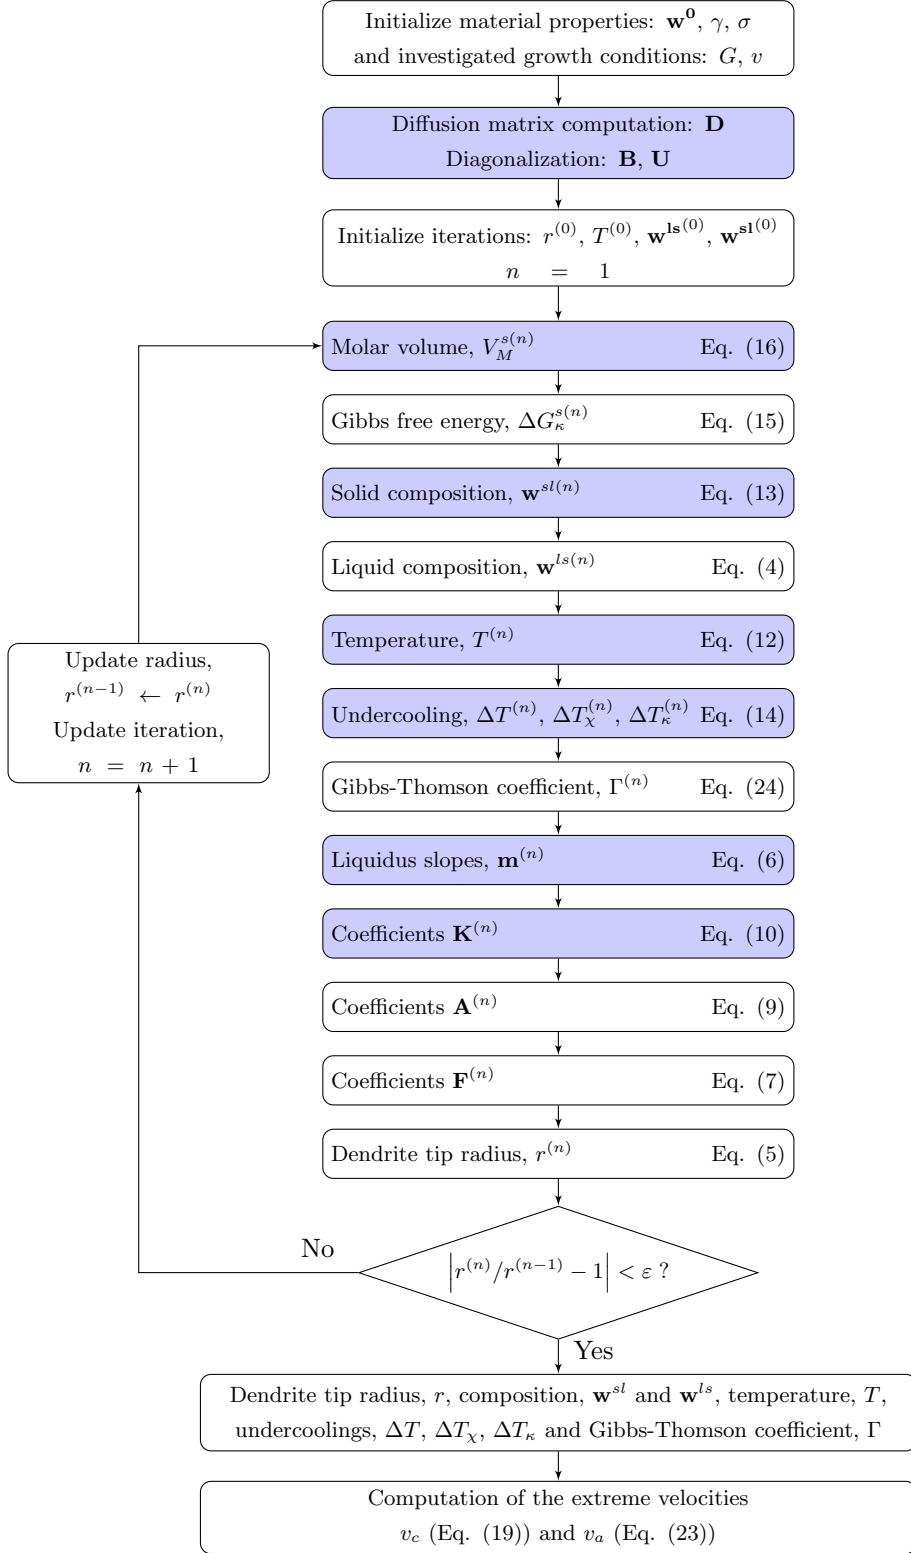 Initialize material properties: w⁰, γ, σ
and investigated growth conditions: G, v
Diffusion matrix computation: D
Diagonalization: B, U
Initialize iterations: r^{(0)}, T^{(0)}, w^{ls(0)}, w^{sl(0)}
n = 1
Molar volume, V_M^{s(n)} Eq. (16)
Gibbs free energy, ΔG_κ^{s(n)} Eq. (15)
Solid composition, w^{sl(n)} Eq. (13)
Liquid composition, w^{ls(n)} Eq. (4)
Temperature, T^{(n)} Eq. (12)
Undercooling, ΔT^{(n)}, ΔT_χ^{(n)}, ΔT_κ^{(n)} Eq. (14)
Update radius,
r^{(n−1)} ← r^{(n)}
Update iteration,
n = n + 1
Gibbs-Thomson coefficient, Γ^{(n)} Eq. (24)
Liquidus slopes, m^{(n)} Eq. (6)
Coefficients K^{(n)} Eq. (10)
Coefficients A^{(n)} Eq. (9)
Coefficients F^{(n)} Eq. (7)
Dendrite tip radius, r^{(n)} Eq. (5)
No
|r^{(n)}/r^{(n−1)} − 1| < ε ?
Yes
Dendrite tip radius, r, composition, w^{sl} and w^{ls}, temperature, T,
undercoolings, ΔT, ΔT_χ, ΔT_κ and Gibbs-Thomson coefficient, Γ
Computation of the extreme velocities
v_c (Eq. (19)) and v_a (Eq. (23))